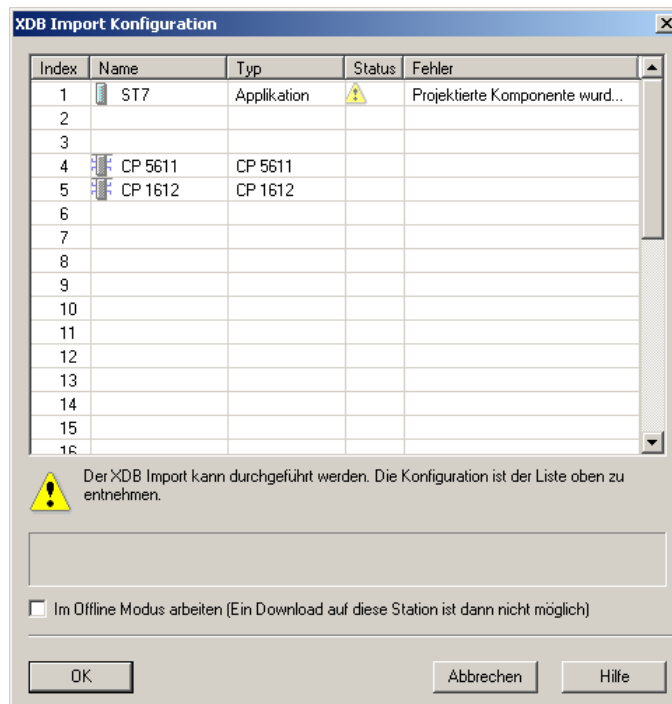 XDB Import Konfiguration
Index Name Typ Status Fehler
1 ST7 Applikation Projektierte Komponente wurd...
2
3
4 CP 5611 CP 5611
5 CP 1612 CP 1612
6
7
8
9
10
11
12
13
14
15
16
Der XDB Import kann durchgeführt werden. Die Konfiguration ist der Liste oben zu
entnehmen.
Im Offline Modus arbeiten (Ein Download auf diese Station ist dann nicht möglich)
OK Abbrechen Hilfe